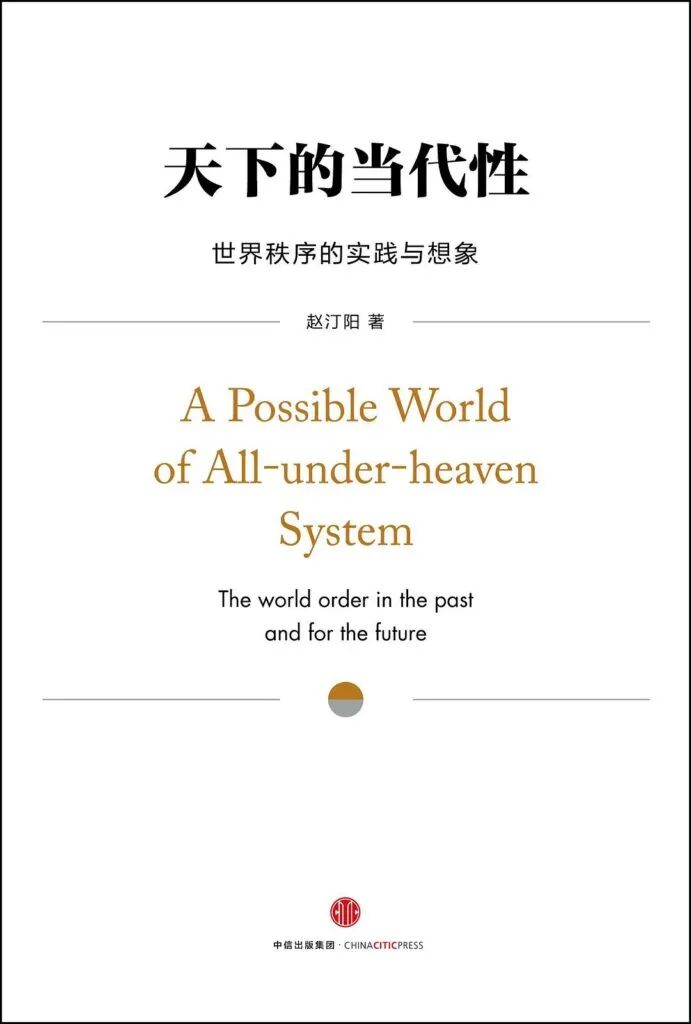 天下的当代性
世界秩序的实践与想象
赵汀阳 著
A Possible World
of All-under-heaven
System
The world order in the past
and for the future
CITIC
中信出版集团·CHINACITICPRESS